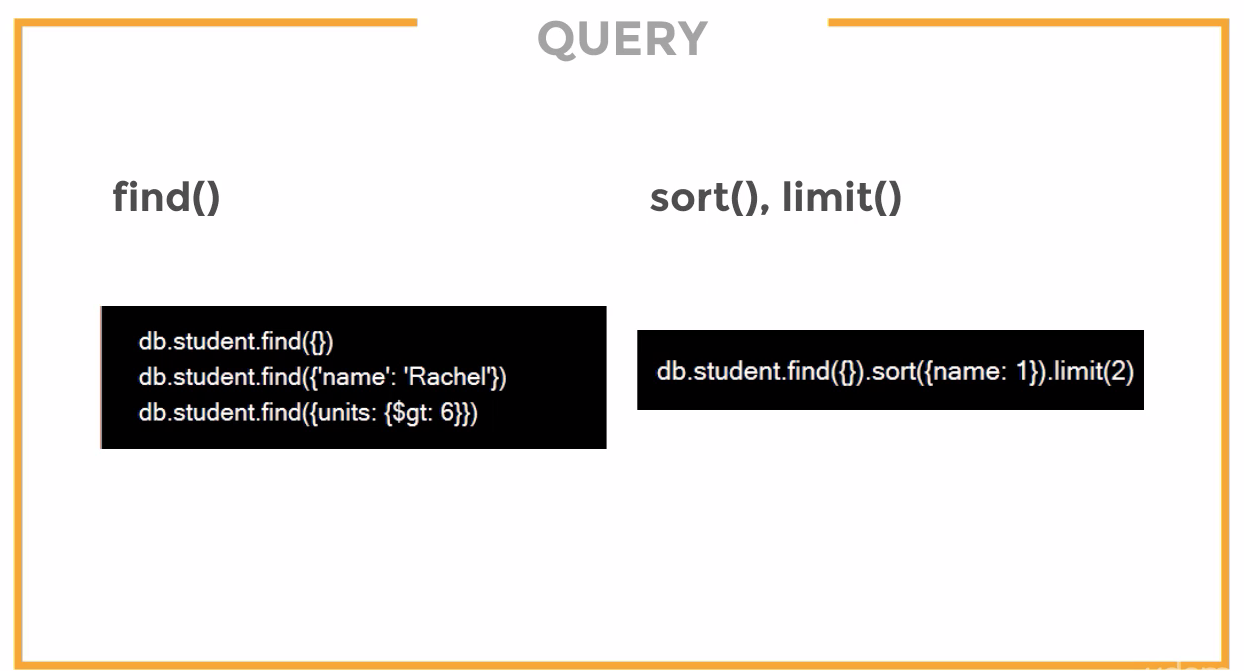 QUERY
find()
db.student.find({})
db.student.find({'name': 'Rachel'})
db.student.find({units: {$gt: 6}})
sort(), limit()
db.student.find({}).sort({name: 1}).limit(2)